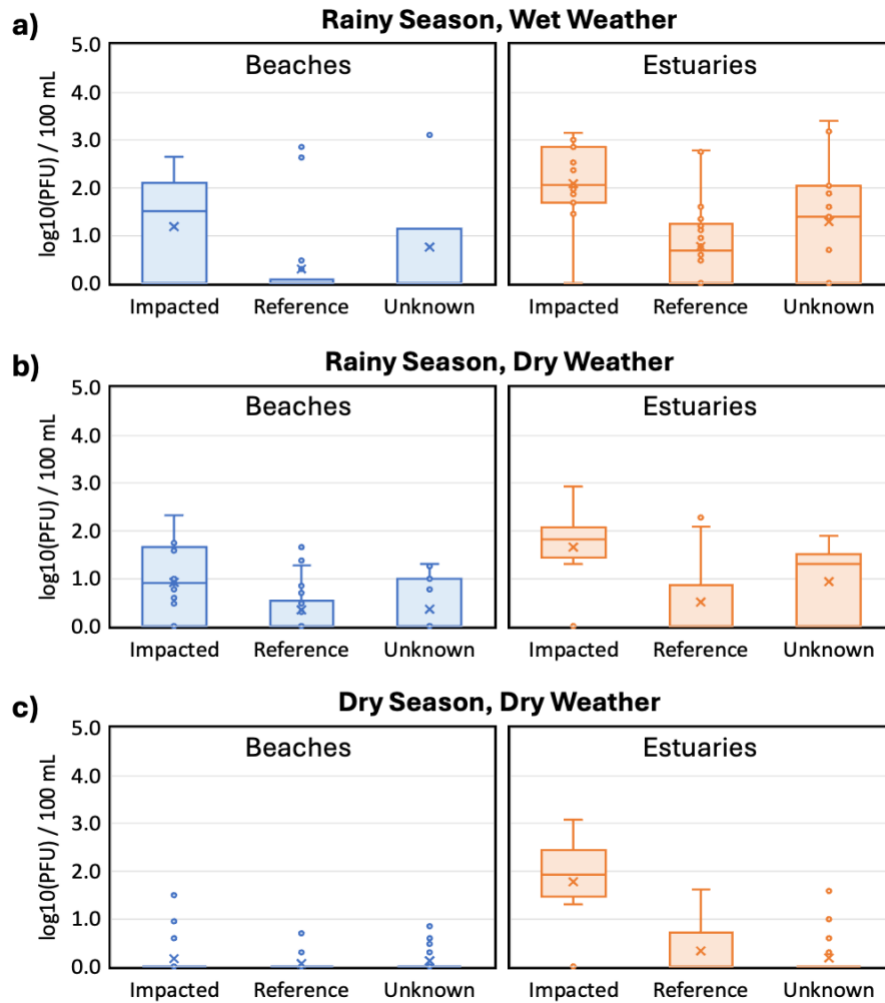 a)
Rainy Season, Wet Weather
Beaches
Estuaries
log10(PFU) / 100 mL
5.0
4.0
3.0
2.0
1.0
0.0
Impacted
Reference
Unknown
Impacted
Reference
Unknown
b)
Rainy Season, Dry Weather
Beaches
Estuaries
log10(PFU) / 100 mL
5.0
4.0
3.0
2.0
1.0
0.0
Impacted
Reference
Unknown
Impacted
Reference
Unknown
c)
Dry Season, Dry Weather
Beaches
Estuaries
log10(PFU) / 100 mL
5.0
4.0
3.0
2.0
1.0
0.0
Impacted
Reference
Unknown
Impacted
Reference
Unknown